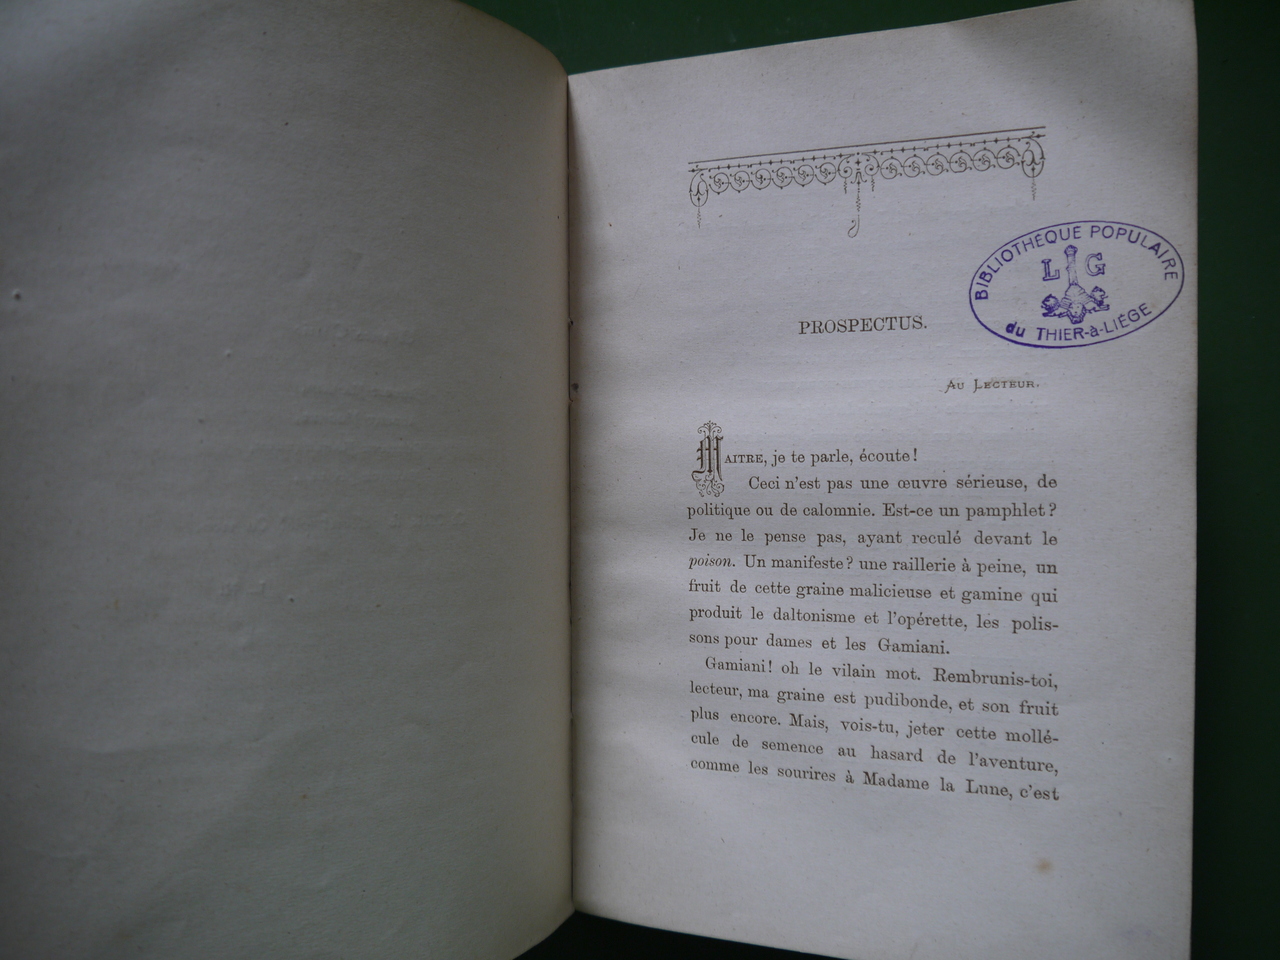 BIBLIOTHÈQUE POPULAIRE
L G
du THIER-à-LIÉGE
PROSPECTUS.
AU LECTEUR.
MAITRE, je te parle, écoute!
Ceci n'est pas une œuvre sérieuse, de
politique ou de calomnie. Est-ce un pamphlet?
Je ne le pense pas, ayant reculé devant le
poison. Un manifeste? une raillerie à peine, un
fruit de cette graine malicieuse et gamine qui
produit le daltonisme et l'opérette, les polis-
sons pour dames et les Gamiani.
Gamiani! oh le vilain mot. Rembrunis-toi,
lecteur, ma graine est pudibonde, et son fruit
plus encore. Mais, vois-tu, jeter cette mollé-
cule de semence au hasard de l'aventure,
comme les sourires à Madame la Lune, c'est